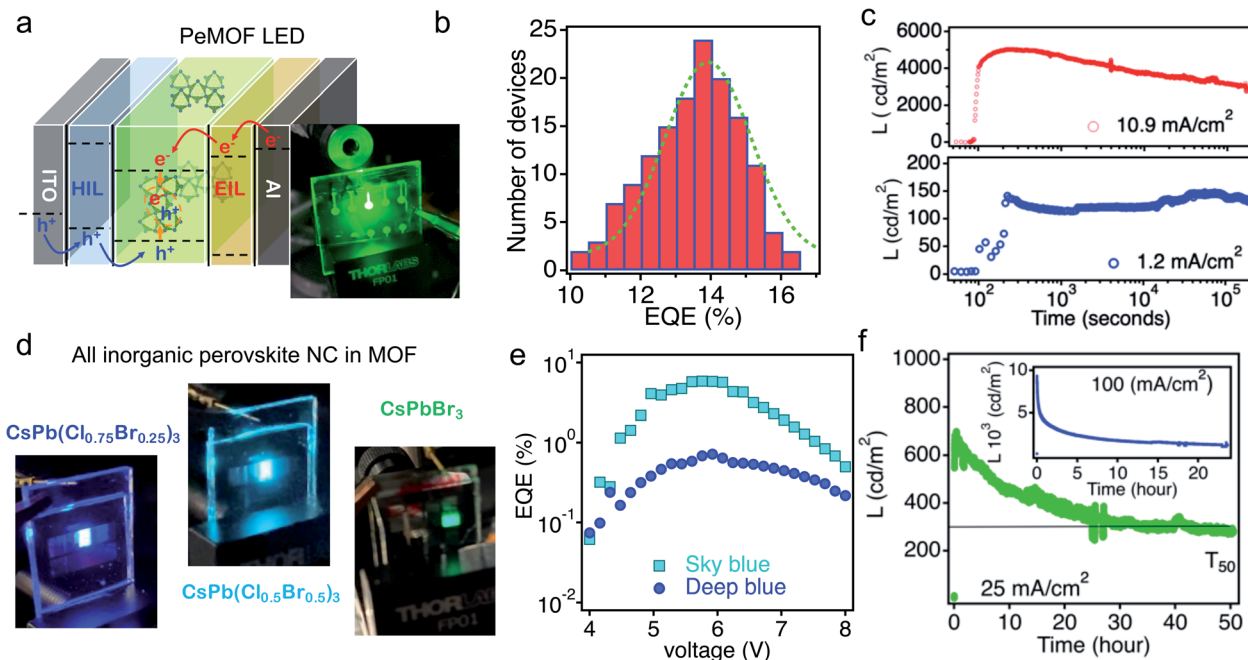 a
PeMOF LED
ITO
HIL
EIL
Al
e-
e-
e-
e-
h+
h+
h+
h+
THORLABS
FP01
b
Number of devices
25
20
15
10
5
0
10
12
14
16
EQE (%)
c
L (cd/m²)
6000
4000
2000
0
10.9 mA/cm²
L (cd/m²)
200
150
100
50
0
1.2 mA/cm²
10²
10³
10⁴
10⁵
Time (seconds)
d
All inorganic perovskite NC in MOF
CsPb(Cl0.75Br0.25)3
CsPbBr3
CsPb(Cl0.5Br0.5)3
e
EQE (%)
10¹
10⁰
10-1
10-2
Sky blue
Deep blue
4
5
6
7
8
voltage (V)
f
L (cd/m²)
1000
800
600
400
200
T50
25 mA/cm²
0
10
20
30
40
50
Time (hour)
L 10³ (cd/m²)
10
5
100 (mA/cm²)
0
5
10
15
20
Time (hour)